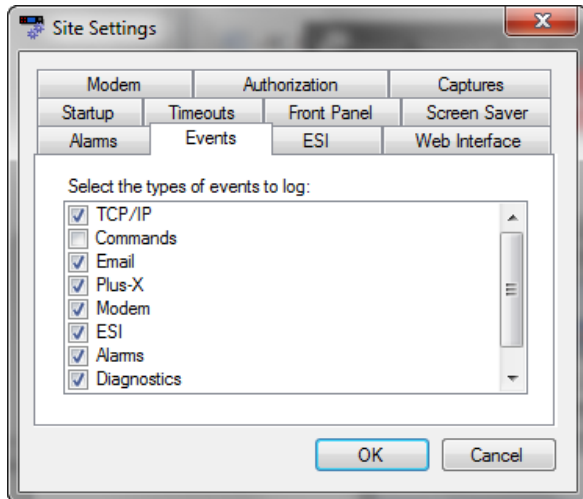 Site Settings
Modem Authorization Captures
Startup Timeouts Front Panel Screen Saver
Alarms Events ESI Web Interface
Select the types of events to log:
TCP/IP
Commands
Email
Plus-X
Modem
ESI
Alarms
Diagnostics
OK Cancel